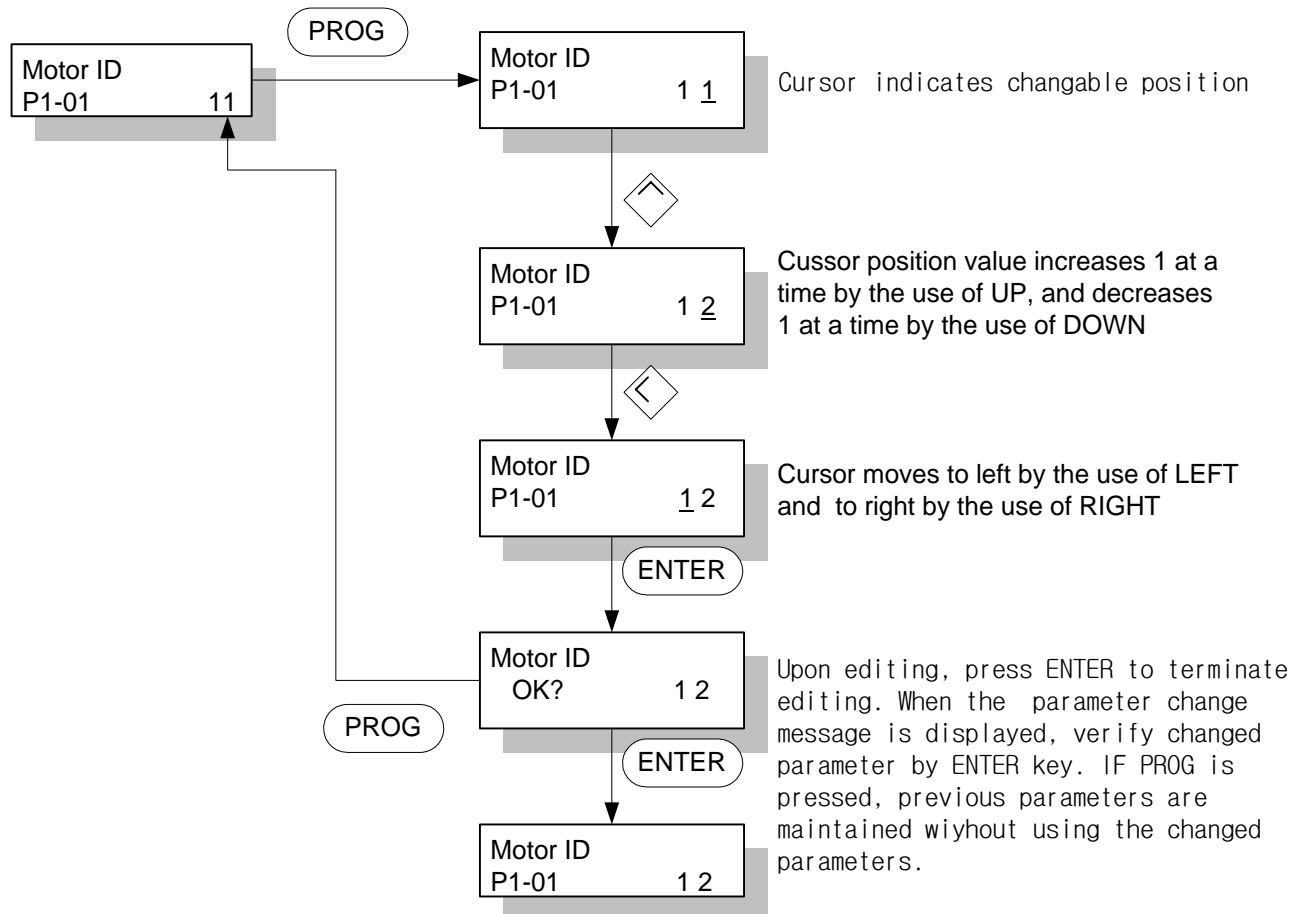 PROG
Motor ID
P1-01 11
Motor ID
P1-01 1 1
Cursor indicates changable position
Motor ID
P1-01 1 2
Cussor position value increases 1 at a
time by the use of UP, and decreases
1 at a time by the use of DOWN
Motor ID
P1-01 1 2
Cursor moves to left by the use of LEFT
and to right by the use of RIGHT
ENTER
Motor ID
OK? 1 2
PROG
ENTER
Upon editing, press ENTER to terminate
editing. When the parameter change
message is displayed, verify changed
parameter by ENTER key. IF PROG is
pressed, previous parameters are
maintained wiyhout using the changed
parameters.
Motor ID
P1-01 1 2